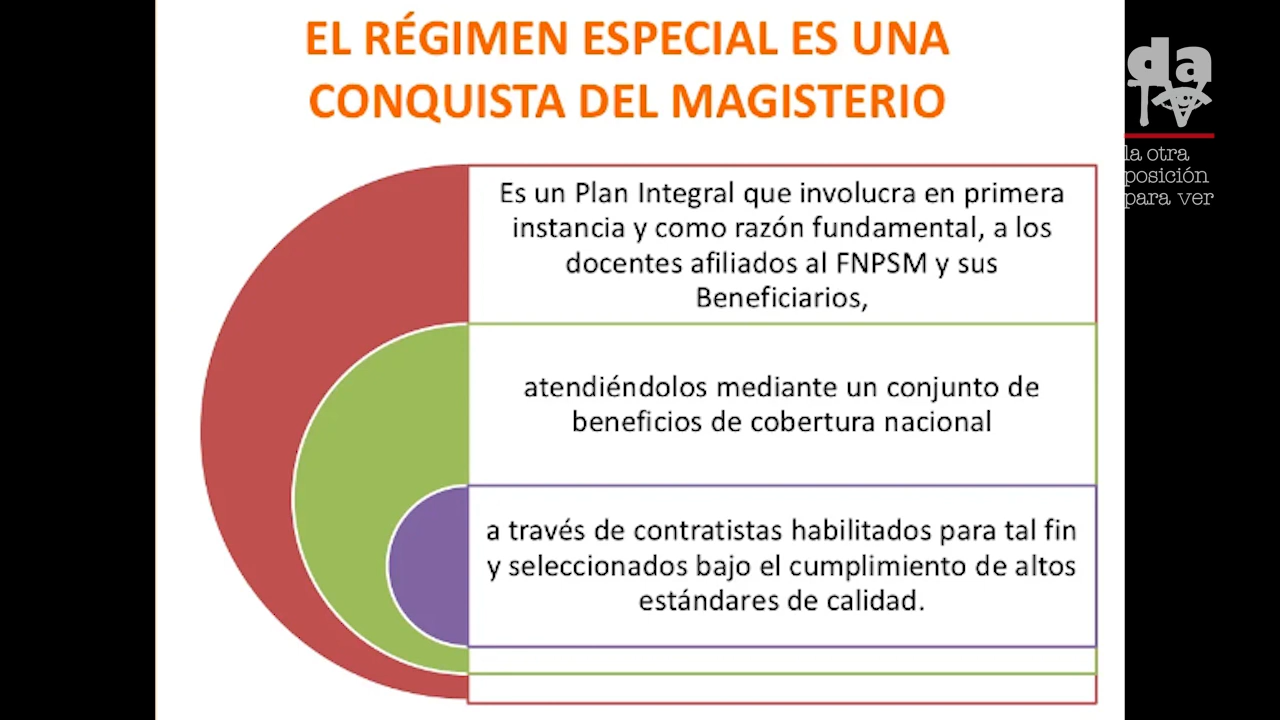 EL RÉGIMEN ESPECIAL ES UNA
CONQUISTA DEL MAGISTERIO
Es un Plan Integral que involucra en primera
instancia y como razón fundamental, a los
docentes afiliados al FNPSM y sus
Beneficiarios,
atendiéndolos mediante un conjunto de
beneficios de cobertura nacional
a través de contratistas habilitados para tal fin
y seleccionados bajo el cumplimiento de altos
estándares de calidad.
da
TV
la otra
posición
para ver